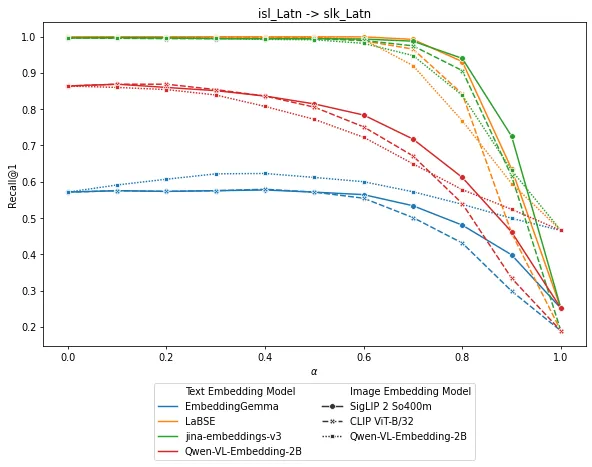 isl_Latn -> slk_Latn
1.0
0.9
0.8
0.7
0.6
0.5
0.4
0.3
0.2
Recall@1
0.0 0.2 0.4 0.6 0.8 1.0
α
Text Embedding Model Image Embedding Model
EmbeddingGemma SigLIP 2 So400m
LaBSE CLIP ViT-B/32
jina-embeddings-v3 Qwen-VL-Embedding-2B
Qwen-VL-Embedding-2B